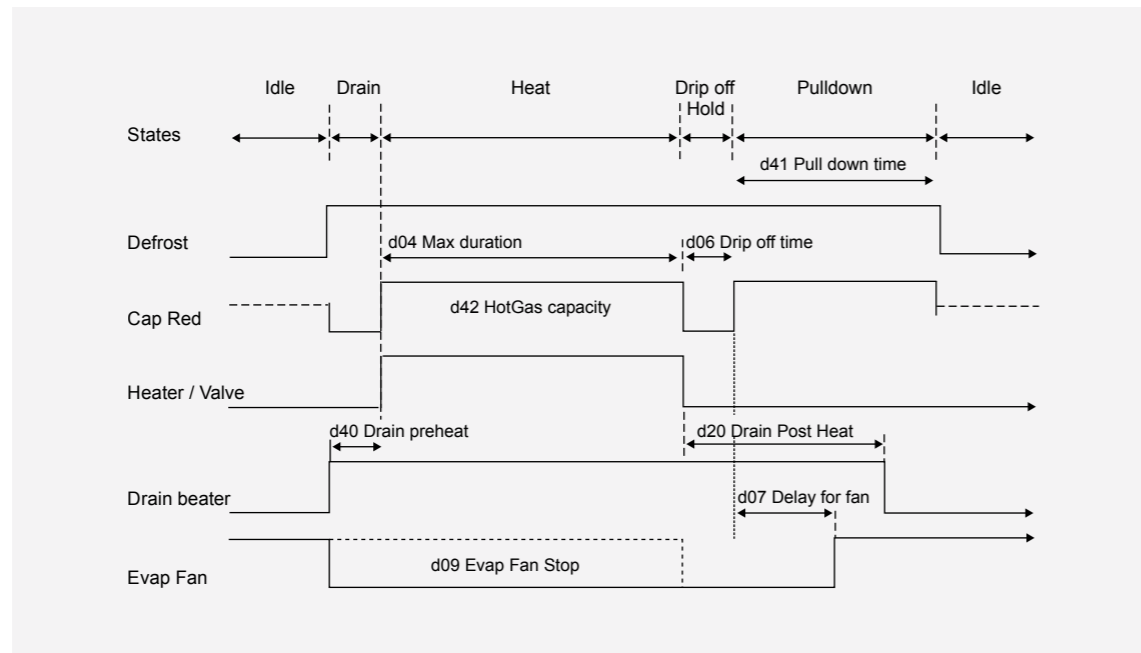 Idle Drain Heat Drip off Pulldown Idle
Hold
States
d41 Pull down time
Defrost
d04 Max duration d06 Drip off time
d42 HotGas capacity
Cap Red
Heater / Valve
d40 Drain preheat d20 Drain Post Heat
Drain beater
d07 Delay for fan
d09 Evap Fan Stop
Evap Fan